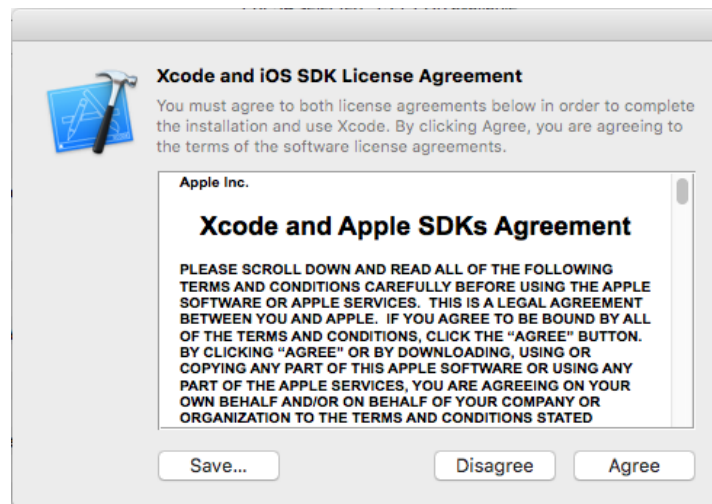 Xcode and iOS SDK License Agreement
You must agree to both license agreements below in order to complete
the installation and use Xcode. By clicking Agree, you are agreeing to
the terms of the software license agreements.
Apple Inc.
Xcode and Apple SDKs Agreement
PLEASE SCROLL DOWN AND READ ALL OF THE FOLLOWING
TERMS AND CONDITIONS CAREFULLY BEFORE USING THE APPLE
SOFTWARE OR APPLE SERVICES.  THIS IS A LEGAL AGREEMENT
BETWEEN YOU AND APPLE.  IF YOU AGREE TO BE BOUND BY ALL
OF THE TERMS AND CONDITIONS, CLICK THE “AGREE” BUTTON.
BY CLICKING “AGREE” OR BY DOWNLOADING, USING OR
COPYING ANY PART OF THIS APPLE SOFTWARE OR USING ANY
PART OF THE APPLE SERVICES, YOU ARE AGREEING ON YOUR
OWN BEHALF AND/OR ON BEHALF OF YOUR COMPANY OR
ORGANIZATION TO THE TERMS AND CONDITIONS STATED
Save... Disagree Agree